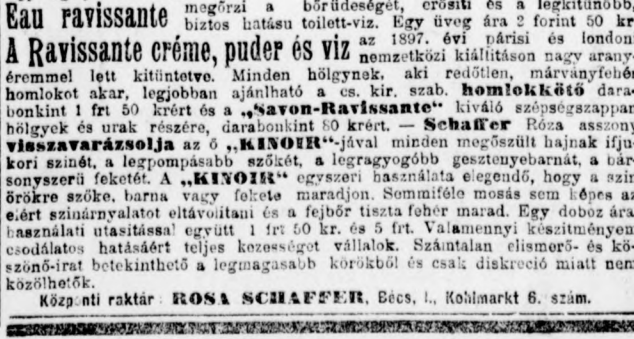 Eau ravissante megőrzi a bőrüdeségét, erősíti és a legkitünőbb,
biztos hatásu toilett-viz. Egy üveg ára 2 forint 50 kr
A Ravissante créme, puder és viz az 1897. évi párisi és london
nemzetközi kiállitáson nagy arany-
éremmel lett kitüntetve. Minden hölgynek, aki redőtlen, márványfehér
homlokot akar, legjobban ajánlható a cs. kir. szab. homlokkötő dara-
bonkint 1 frt 50 krért és a „Savon-Ravissante“ kiváló szépségszappan
hölgyek és urak részére, darabonkint 80 krért. — Schaffer Róza asszony
visszavarázsolja az ő „KINOIR“-jával minden megőszült hajnak ifju-
kori szinét, a legpompásabb szőkét, a legragyogóbb gesztenyebarnát, a bár-
sonyszerü feketét. A „KINOIR“ egyszeri használata elegendő, hogy a szin
örökre szőke, barna vagy fekete maradjon. Semmiféle mosás sem képes az
elért szinárnyalatot eltávolitani és a fejbőr tiszta fehér marad. Egy doboz ára
használati utasitással együtt 1 frt 50 kr. és 5 frt. Valamennyi készitményem
csodálatos hatásáért teljes kezességet vállalok. Számtalan elismerő- és kö-
szönő-irat betekinthető a legmagasabb körökből és csak diskreció miatt nem
közölhetők.
Központi raktár: ROSA SCHAFFER, Bécs, I., Kohlmarkt 6. szám.